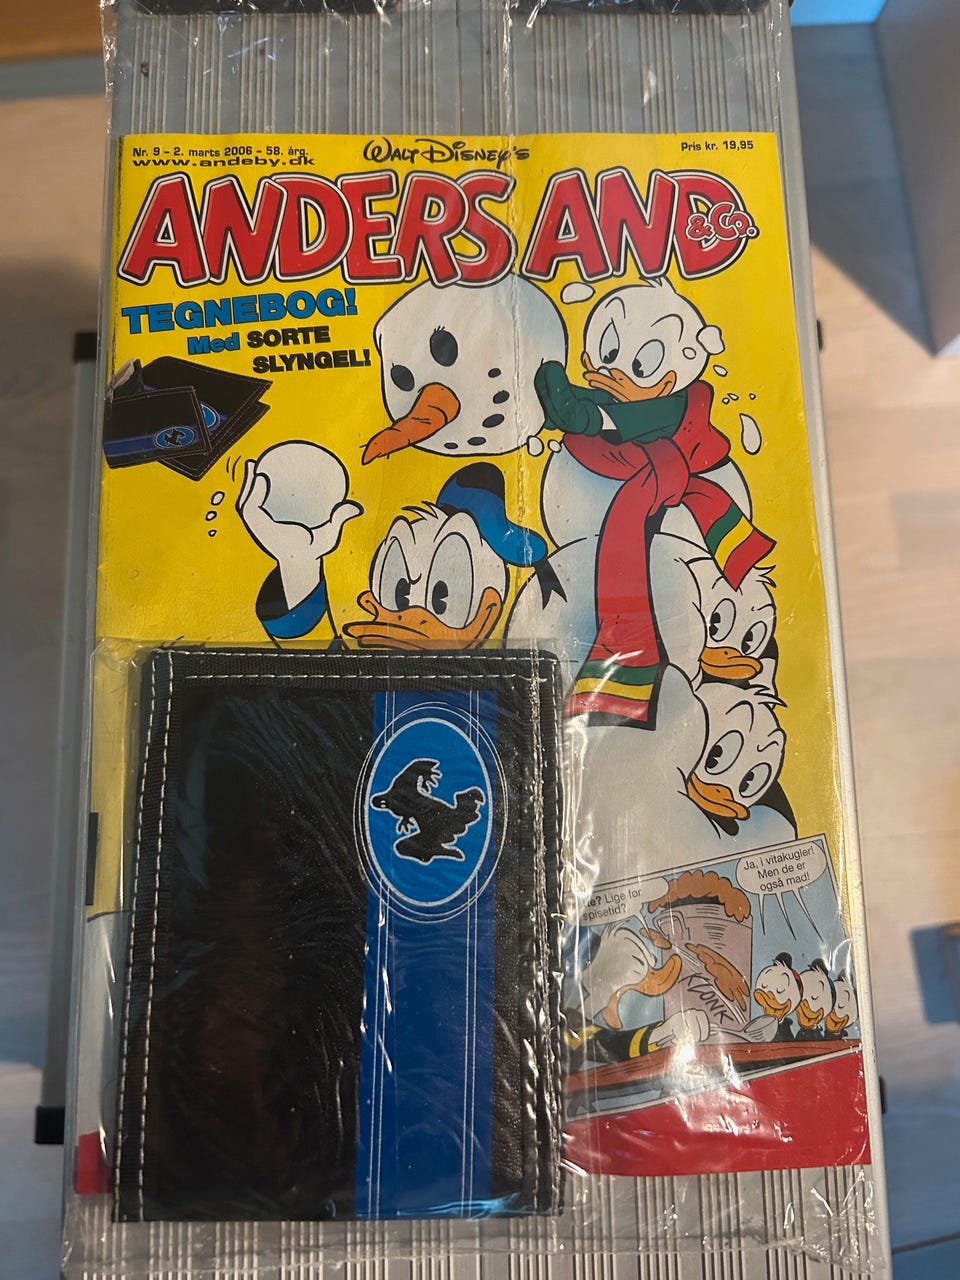 Nr. 9 - 2. marts 2006 - 58. årg.
www.andeby.dk
WALT DISNEY'S
Pris kr. 19,95
ANDERS AND
& CO.
TEGNEBOG!
Med SORTE
SLYNGEL!
Lige før
spisetid?
Ja, i vitakugler!
Men de er
også mad!
KLONK